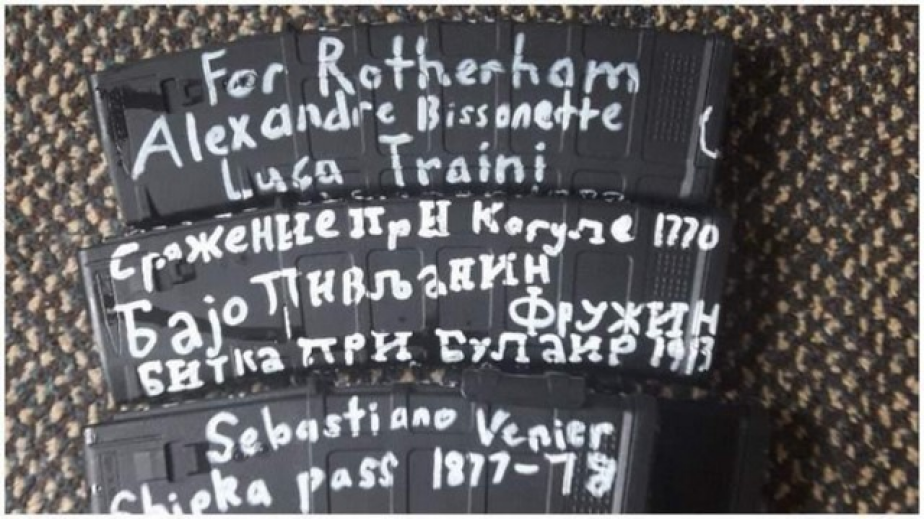 For Rotherham
Alexandre Bissonette
Luca Traini
Сражение при Кагуле 1770
Бајо Пивљанин
Фружин
Битка при Булаир 1913
Sebastiano Venier
Shipka pass 1877-78